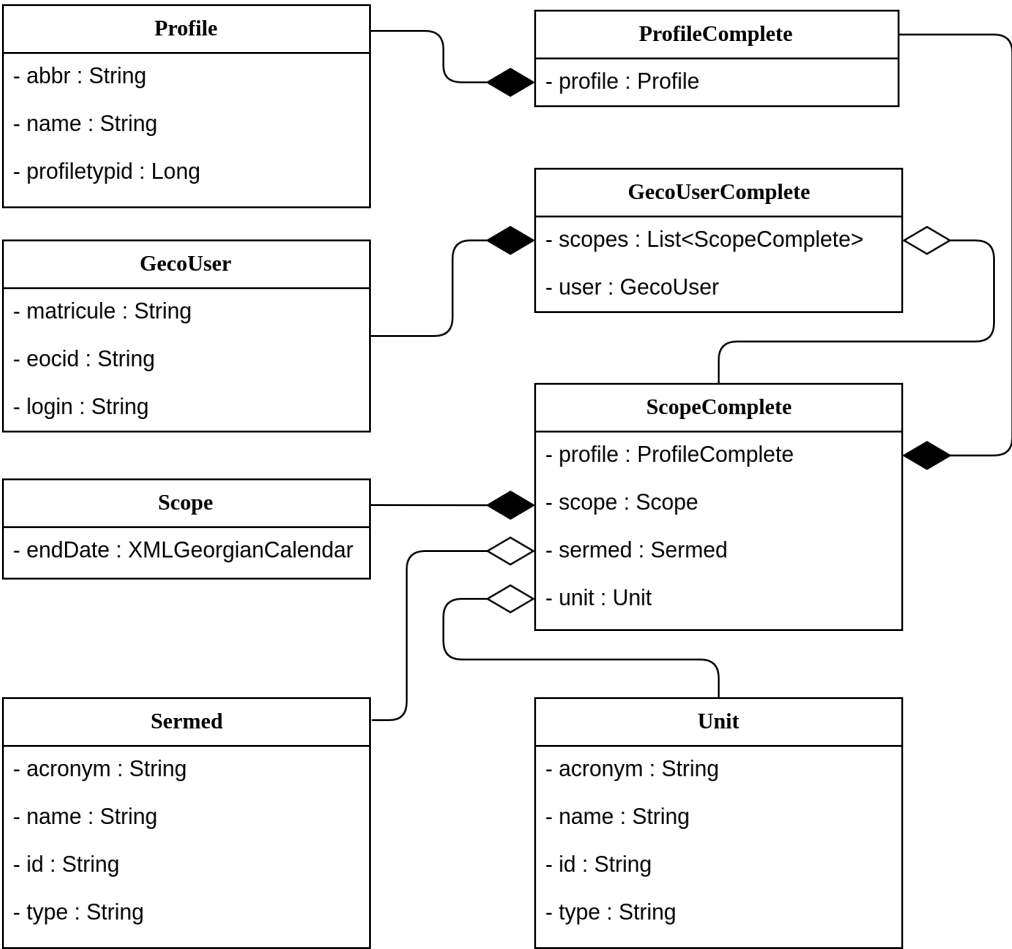 Profile
- abbr : String
- name : String
- profiletypid : Long
ProfileComplete
- profile : Profile
GecoUser
- matricule : String
- eocid : String
- login : String
GecoUserComplete
- scopes : List<ScopeComplete>
- user : GecoUser
Scope
- endDate : XMLGeorgianCalendar
ScopeComplete
- profile : ProfileComplete
- scope : Scope
- sermed : Sermed
- unit : Unit
Sermed
- acronym : String
- name : String
- id : String
- type : String
Unit
- acronym : String
- name : String
- id : String
- type : String